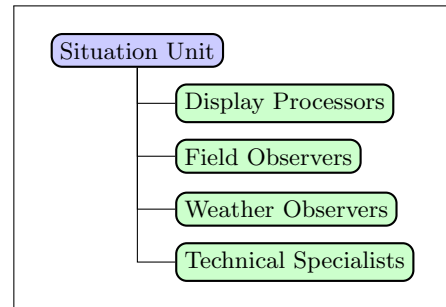 Situation Unit
Display Processors
Field Observers
Weather Observers
Technical Specialists